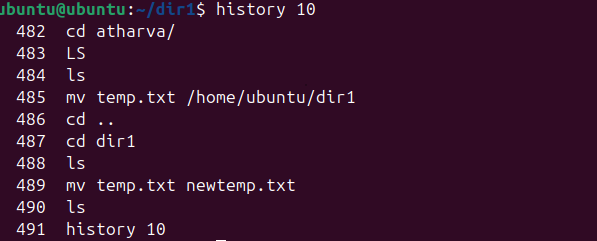 ubuntu@ubuntu:~/dir1$ history 10
482 cd atharva/
483 LS
484 ls
485 mv temp.txt /home/ubuntu/dir1
486 cd ..
487 cd dir1
488 ls
489 mv temp.txt newtemp.txt
490 ls
491 history 10